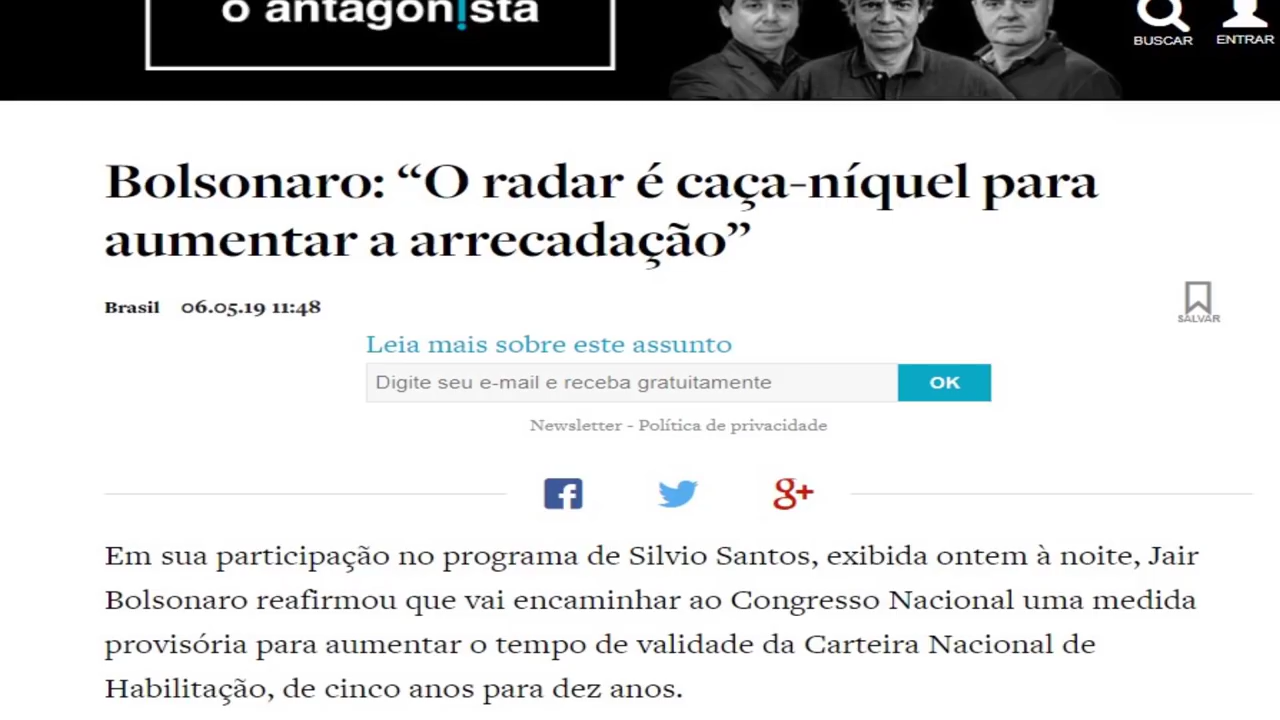 o antagonista
BUSCAR
ENTRAR
Bolsonaro: “O radar é caça-níquel para
aumentar a arrecadação”
Brasil 06.05.19 11:48
SALVAR
Leia mais sobre este assunto
Digite seu e-mail e receba gratuitamente
OK
Newsletter - Política de privacidade
f
g+
Em sua participação no programa de Silvio Santos, exibida ontem à noite, Jair
Bolsonaro reafirmou que vai encaminhar ao Congresso Nacional uma medida
provisória para aumentar o tempo de validade da Carteira Nacional de
Habilitação, de cinco anos para dez anos.